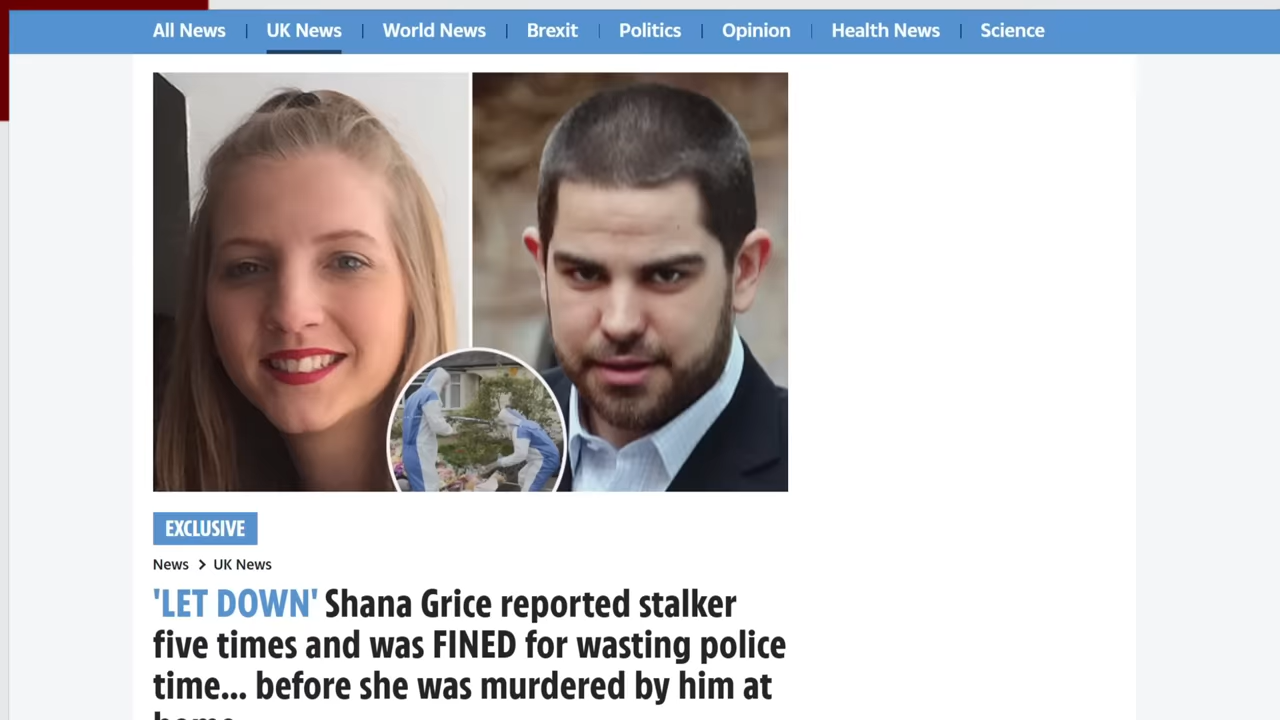 All News | UK News | World News | Brexit | Politics | Opinion | Health News | Science
EXCLUSIVE
News > UK News
'LET DOWN' Shana Grice reported stalker
five times and was FINED for wasting police
time... before she was murdered by him at